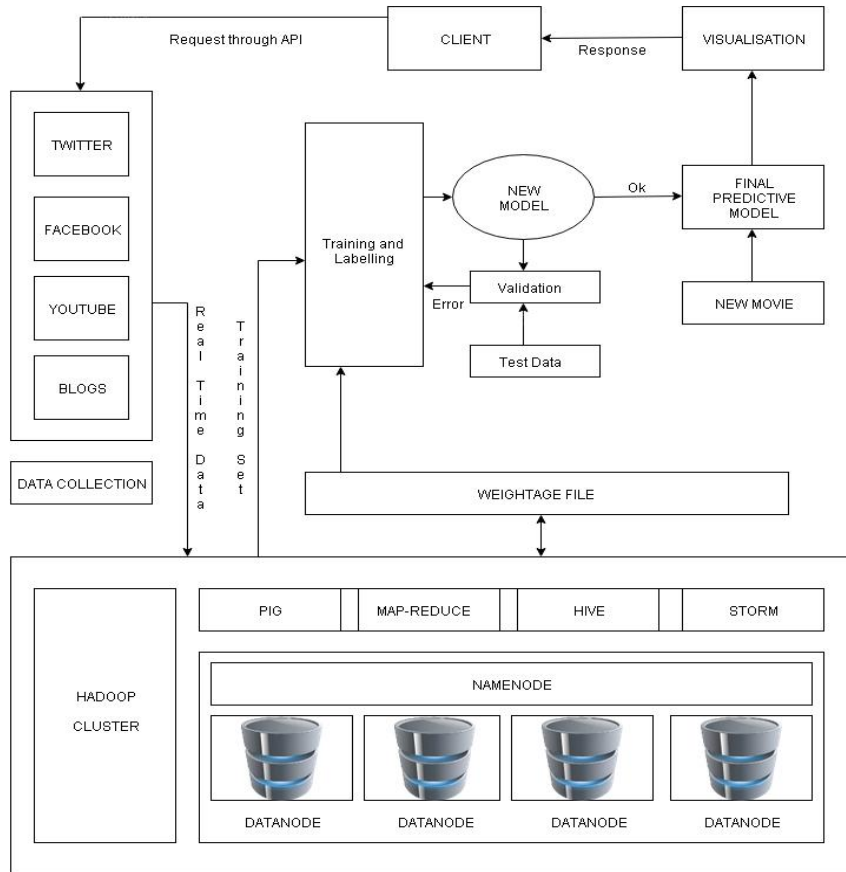 CLIENT
VISUALISATION
Request through API
Response
TWITTER
FACEBOOK
YOUTUBE
BLOGS
DATA COLLECTION
Real Time Data
Training Set
Training and
Labelling
NEW
MODEL
Ok
FINAL
PREDICTIVE
MODEL
Validation
Error
NEW MOVIE
Test Data
WEIGHTAGE FILE
HADOOP
CLUSTER
PIG
MAP-REDUCE
HIVE
STORM
NAMENODE
DATANODE
DATANODE
DATANODE
DATANODE